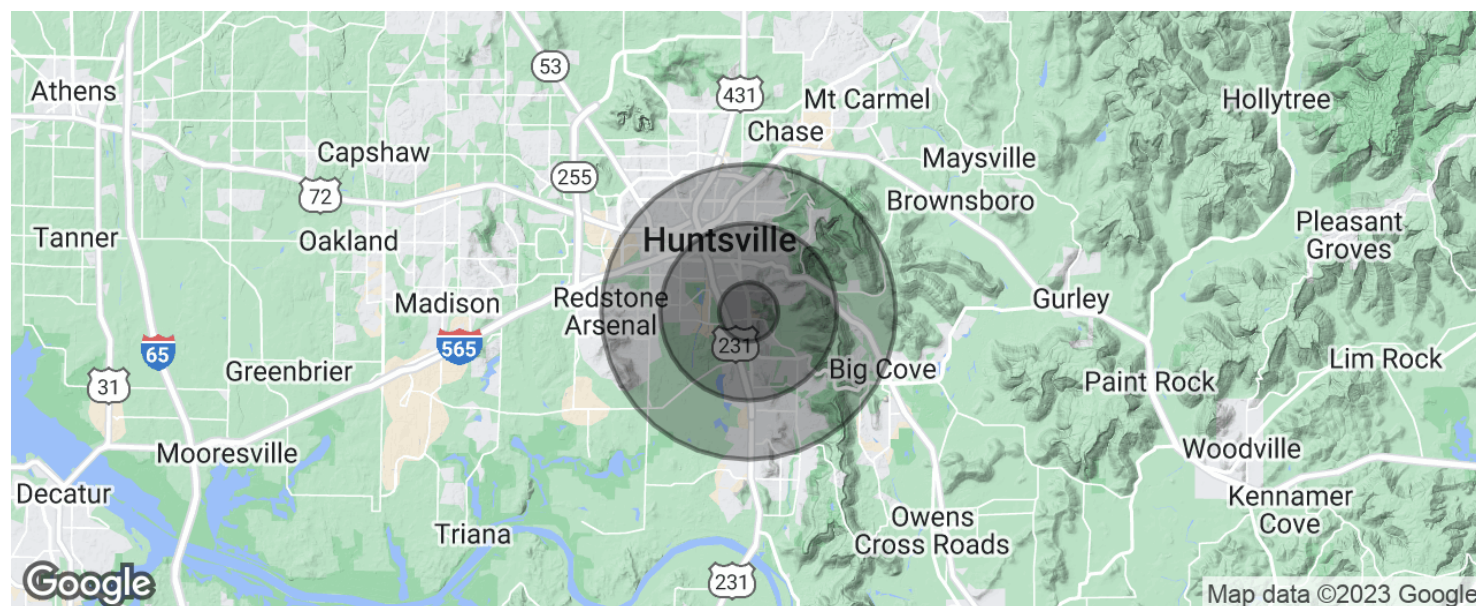 53
431
Athens
Mt Carmel
Hollytree
Chase
Capshaw
Maysville
255
72
Brownsboro
Pleasant
Groves
Tanner
Oakland
Huntsville
Madison
Redstone
Arsenal
Gurley
231
565
65
Greenbrier
Big Cove
Lim Rock
31
Paint Rock
Mooresville
Woodville
Decatur
Kennamer
Cove
Triana
Owens
Cross Roads
231
Google
Map data ©2023 Google